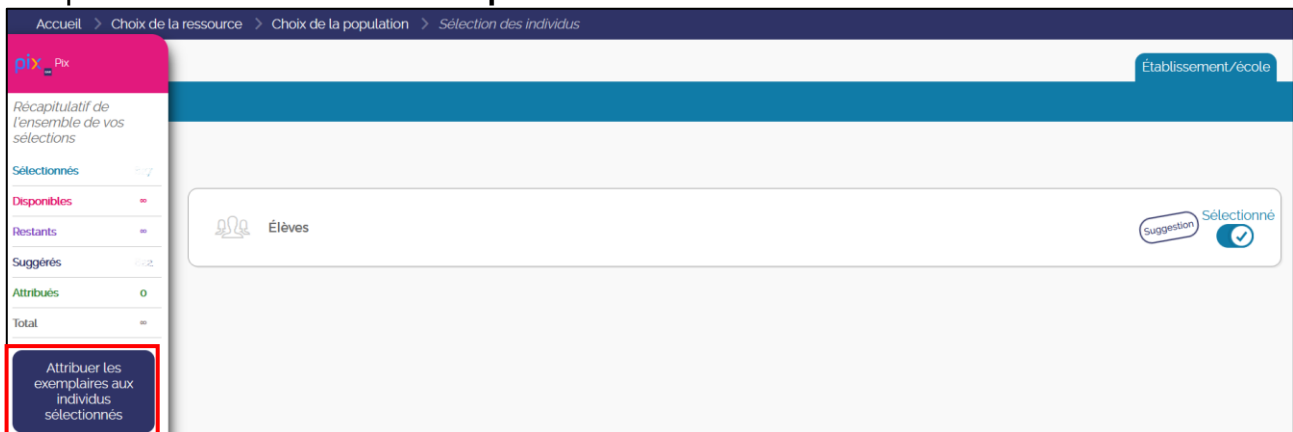 Accueil > Choix de la ressource > Choix de la population > Sélection des individus
pix Pix
Établissement/école
Récapitulatif de
l'ensemble de vos
sélections
Sélectionnés
Disponibles ∞
Restants ∞
Suggérés
Attribués 0
Total ∞
Élèves
Suggestion
Sélectionné
Attribuer les
exemplaires aux
individus
sélectionnés